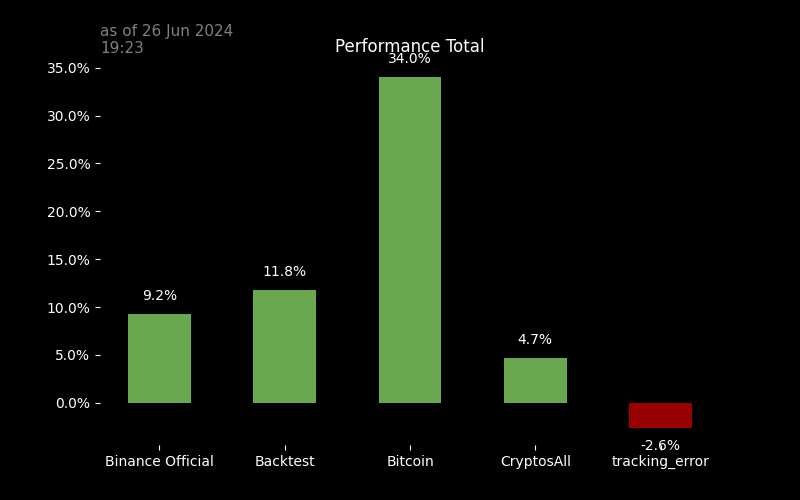 as of 26 Jun 2024
19:23
Performance Total
34.0%
35.0%
30.0%
25.0%
20.0%
15.0%
11.8%
10.0%
9.2%
5.0%
4.7%
0.0%
-2.6%
Binance Official
Backtest
Bitcoin
CryptosAll
tracking_error